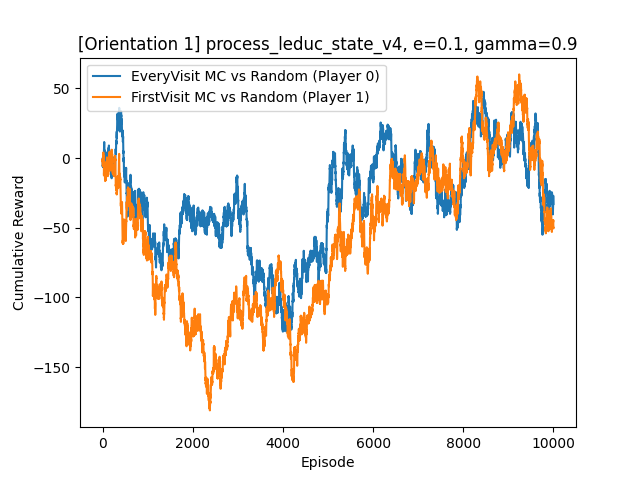 [Orientation 1] process_leduc_state_v4, e=0.1, gamma=0.9
EveryVisit MC vs Random (Player 0)
FirstVisit MC vs Random (Player 1)
50
0
−50
−100
−150
Cumulative Reward
0 2000 4000 6000 8000 10000
Episode